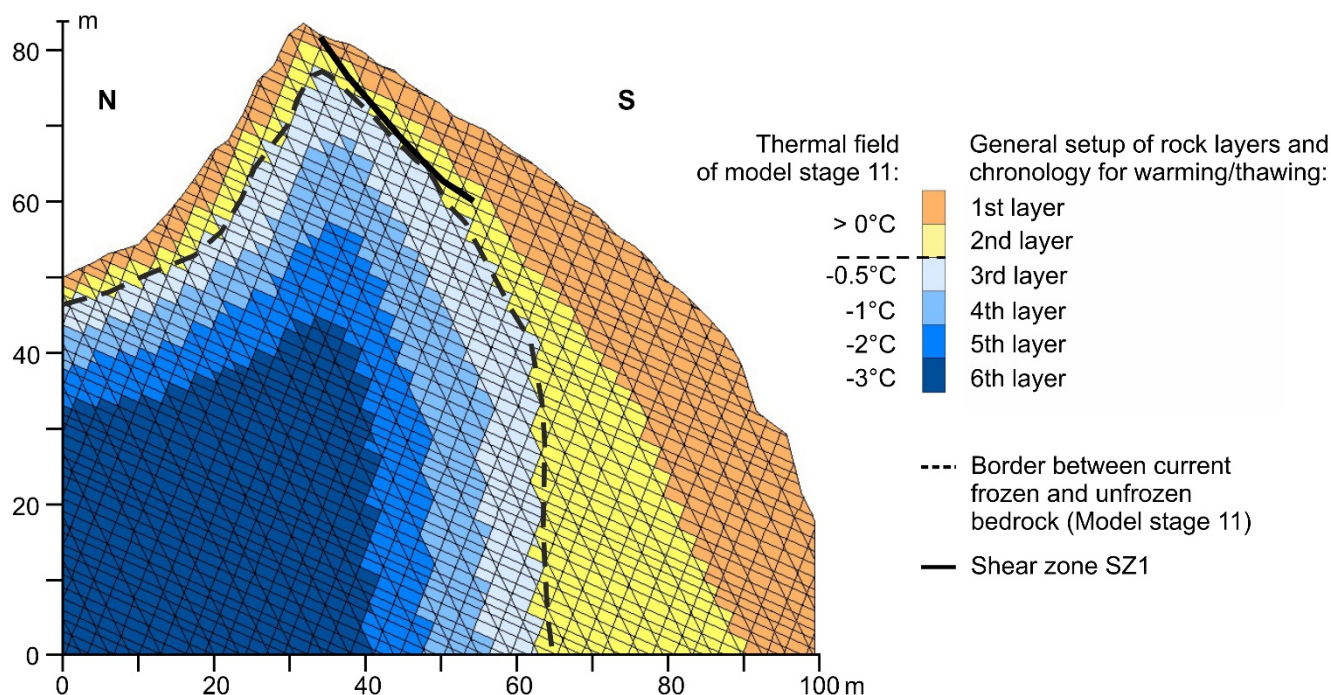 m
80
60
40
20
0
0
20
40
60
80
100 m
N
S
Thermal field
of model stage 11:
General setup of rock layers and
chronology for warming/thawing:
> 0°C
1st layer
2nd layer
-0.5°C
3rd layer
-1°C
4th layer
-2°C
5th layer
-3°C
6th layer
Border between current
frozen and unfrozen
bedrock (Model stage 11)
Shear zone SZ1